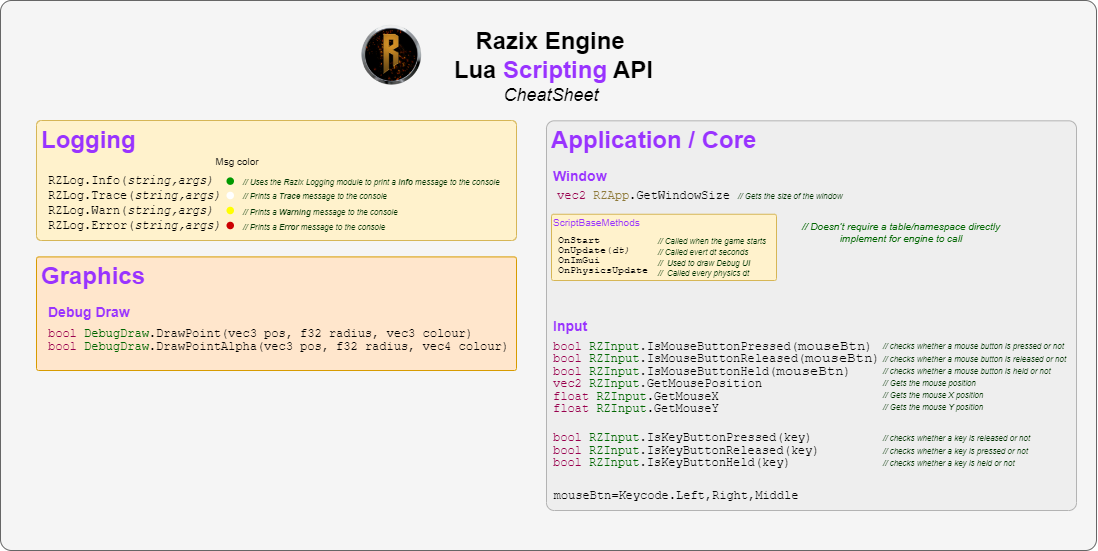 R
Razix Engine
Lua Scripting API
CheatSheet
Logging
Msg color
RZLog.Info(string,args) // Uses the Razix Logging module to print a Info message to the console
RZLog.Trace(string,args) // Prints a Trace message to the console
RZLog.Warn(string,args) // Prints a Warning message to the console
RZLog.Error(string,args) // Prints a Error message to the console
Graphics
Debug Draw
bool DebugDraw.DrawPoint(vec3 pos, f32 radius, vec3 colour)
bool DebugDraw.DrawPointAlpha(vec3 pos, f32 radius, vec4 colour)
Application / Core
Window
vec2 RZApp.GetWindowSize // Gets the size of the window
ScriptBaseMethods
OnStart // Called when the game starts
OnUpdate(dt) // Called evert dt seconds
OnImGui // Used to draw Debug UI
OnPhysicsUpdate // Called every physics dt
// Doesn't require a table/namespace directly
implement for engine to call
Input
bool RZInput.IsMouseButtonPressed(mouseBtn) // checks whether a mouse button is pressed or not
bool RZInput.IsMouseButtonReleased(mouseBtn) // checks whether a mouse button is released or not
bool RZInput.IsMouseButtonHeld(mouseBtn) // checks whether a mouse button is held or not
vec2 RZInput.GetMousePosition // Gets the mouse position
float RZInput.GetMouseX // Gets the mouse X position
float RZInput.GetMouseY // Gets the mouse Y position
bool RZInput.IsKeyButtonPressed(key) // checks whether a key is released or not
bool RZInput.IsKeyButtonReleased(key) // checks whether a key is pressed or not
bool RZInput.IsKeyButtonHeld(key) // checks whether a key is held or not
mouseBtn=Keycode.Left,Right,Middle